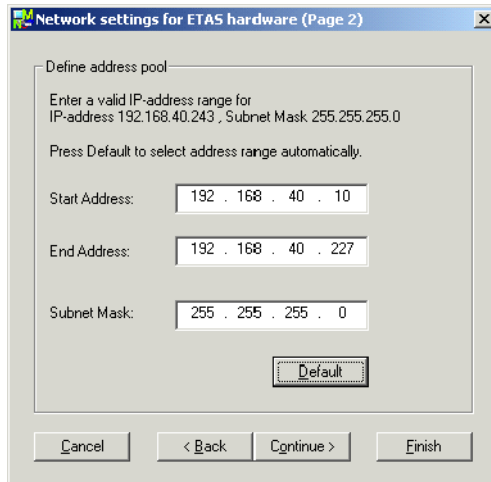 Network settings for ETAS hardware (Page 2)
Define address pool
Enter a valid IP-address range for
IP-address 192.168.40.243 , Subnet Mask 255.255.255.0
Press Default to select address range automatically.
Start Address: 192 . 168 . 40 . 10
End Address: 192 . 168 . 40 . 227
Subnet Mask: 255 . 255 . 255 . 0
Default
Cancel < Back Continue > Finish